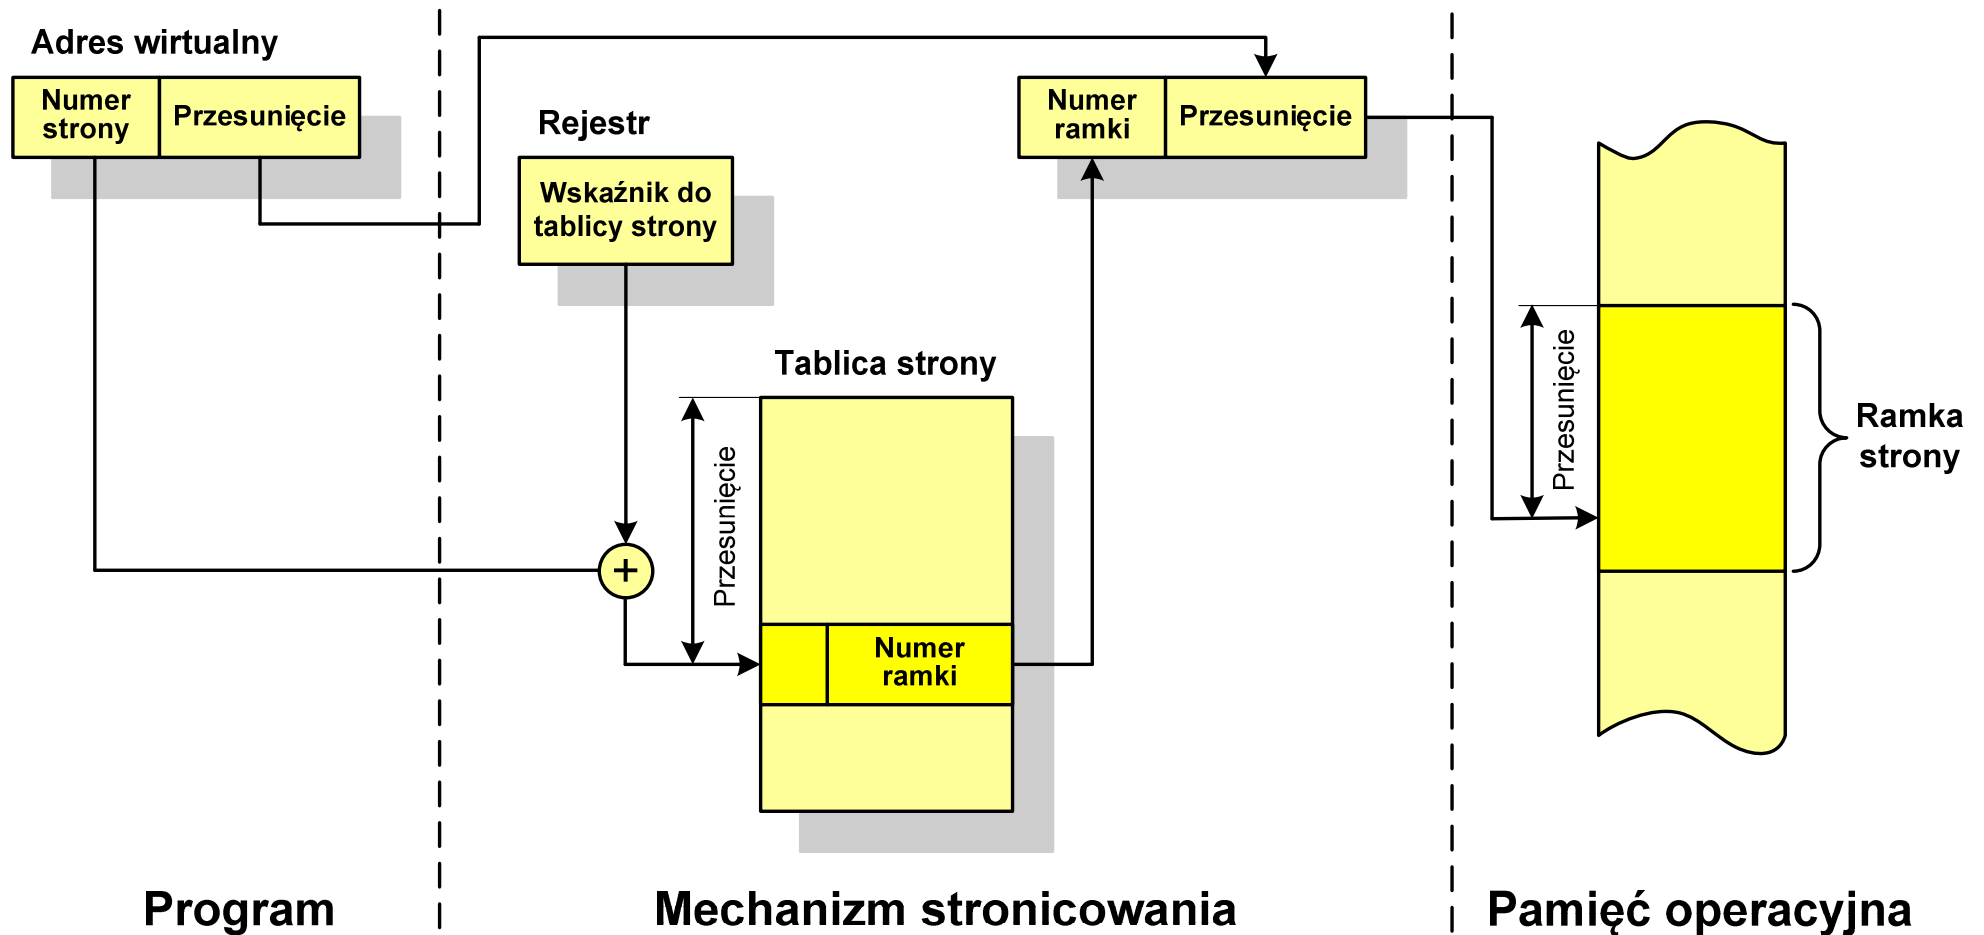 Adres wirtualny
Numer
strony
Przesunięcie
Rejestr
Wskaźnik do
tablicy strony
Numer
ramki
Przesunięcie
Tablica strony
Przesunięcie
Numer
ramki
+
Przesunięcie
Ramka
strony
Program
Mechanizm stronicowania
Pamięć operacyjna